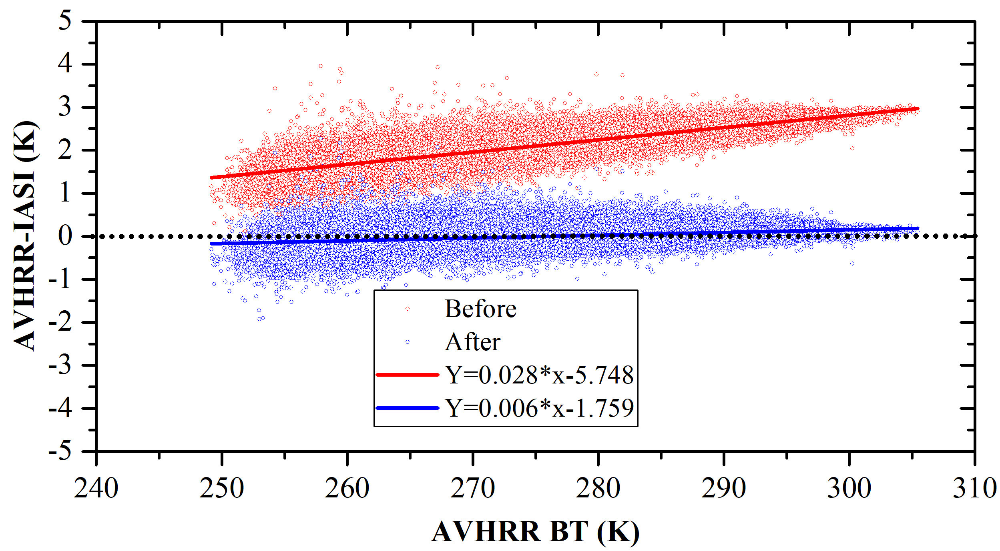 5
4
3
2
1
0
-1
-2
-3
-4
-5
AVHRR-IASI (K)
Before
After
Y=0.028*x-5.748
Y=0.006*x-1.759
240 250 260 270 280 290 300 310
AVHRR BT (K)